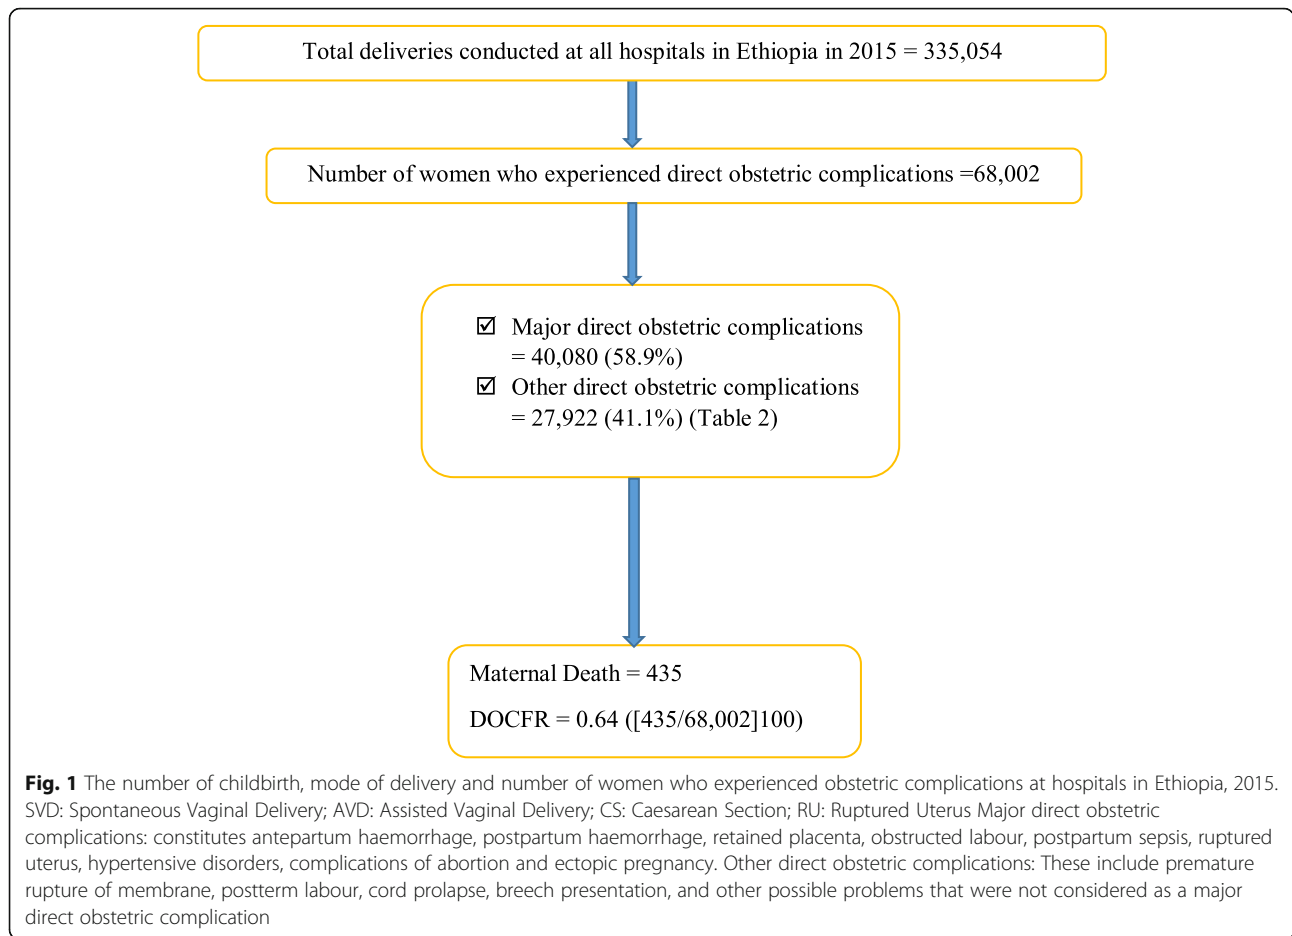 Total deliveries conducted at all hospitals in Ethiopia in 2015 = 335,054
Number of women who experienced direct obstetric complications =68,002
☑ Major direct obstetric complications
= 40,080 (58.9%)
☑ Other direct obstetric complications
= 27,922 (41.1%) (Table 2)
Maternal Death = 435
DOCFR = 0.64 ([435/68,002]100)
Fig. 1 The number of childbirth, mode of delivery and number of women who experienced obstetric complications at hospitals in Ethiopia, 2015.
SVD: Spontaneous Vaginal Delivery; AVD: Assisted Vaginal Delivery; CS: Caesarean Section; RU: Ruptured Uterus Major direct obstetric
complications: constitutes antepartum haemorrhage, postpartum haemorrhage, retained placenta, obstructed labour, postpartum sepsis, ruptured
uterus, hypertensive disorders, complications of abortion and ectopic pregnancy. Other direct obstetric complications: These include premature
rupture of membrane, postterm labour, cord prolapse, breech presentation, and other possible problems that were not considered as a major
direct obstetric complication